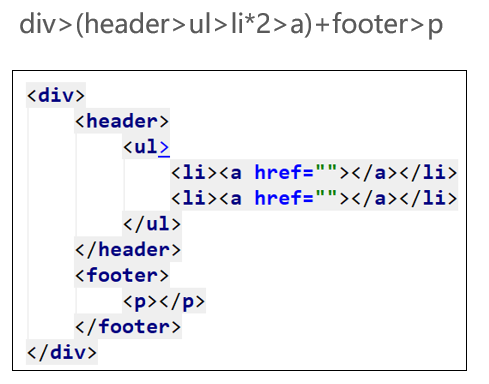 div>(header>ul>li*2>a)+footer>p
<div>
<header>
<ul>
<li><a href=""></a></li>
<li><a href=""></a></li>
</ul>
</header>
<footer>
<p></p>
</footer>
</div>